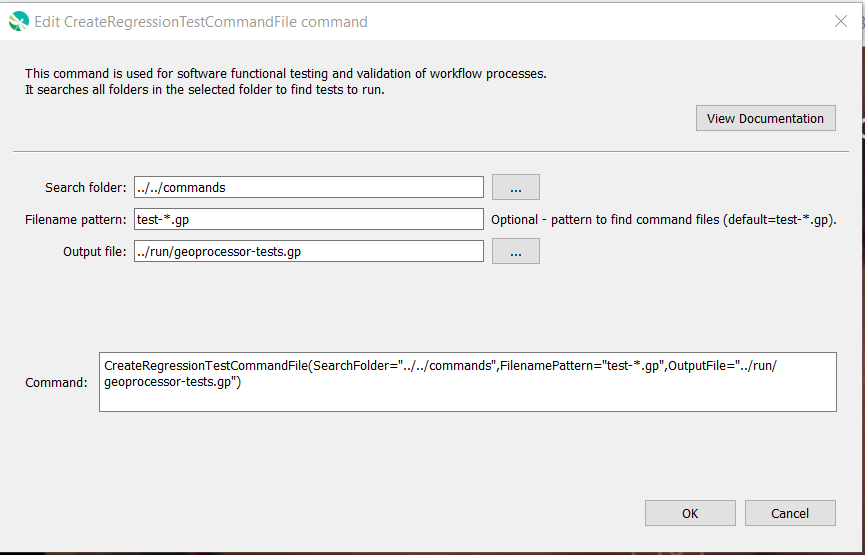 Edit CreateRegressionTestCommandFile command
This command is used for software functional testing and validation of workflow processes.
It searches all folders in the selected folder to find tests to run.
View Documentation
Search folder: ../../commands ...
Filename pattern: test-*.gp Optional - pattern to find command files (default=test-*.gp).
Output file: ../run/geoprocessor-tests.gp ...
CreateRegressionTestCommandFile(SearchFolder="../../commands",FilenamePattern="test-*.gp",OutputFile="../run/
Command: geoprocessor-tests.gp")
OK Cancel